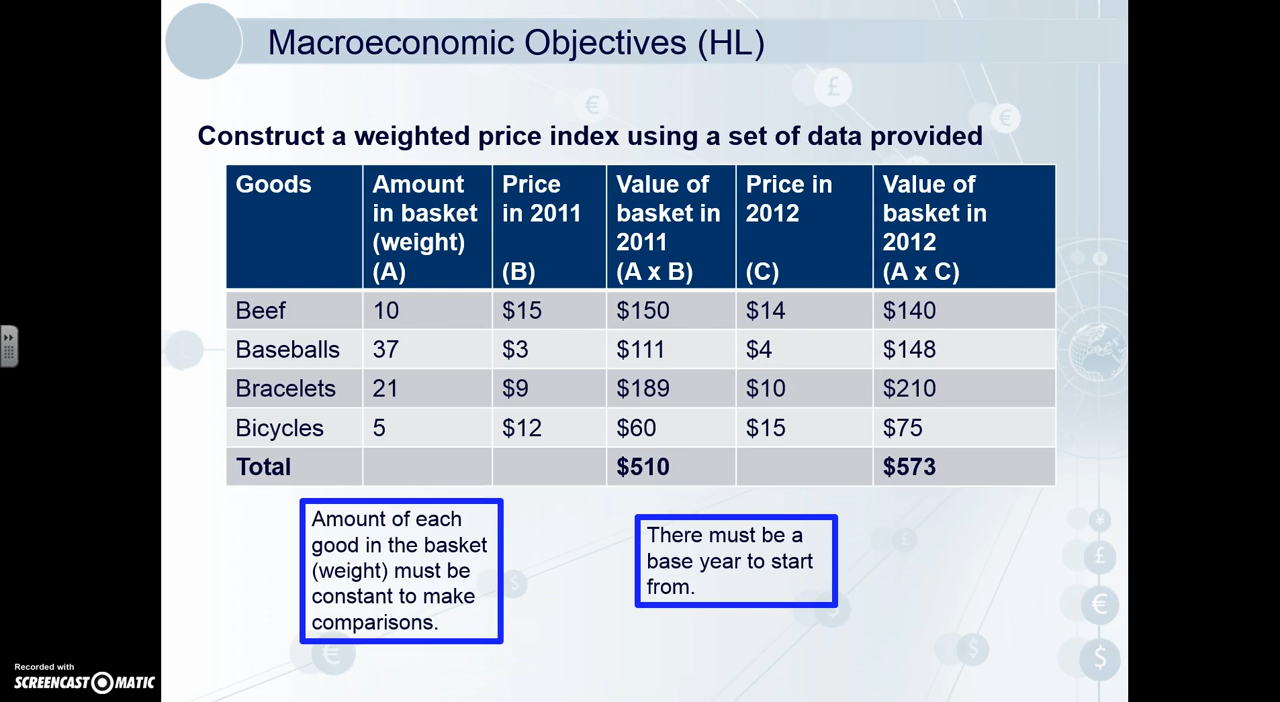 Macroeconomic Objectives (HL)
Construct a weighted price index using a set of data provided
Goods Amount in basket (weight) (A) Price in 2011 (B) Value of basket in 2011 (A x B) Price in 2012 (C) Value of basket in 2012 (A x C)
Beef 10 $15 $150 $14 $140
Baseballs 37 $3 $111 $4 $148
Bracelets 21 $9 $189 $10 $210
Bicycles 5 $12 $60 $15 $75
Total $510 $573
Amount of each
good in the basket
(weight) must be
constant to make
comparisons.
There must be a
base year to start
from.
Recorded with
SCREENCAST-O-MATIC